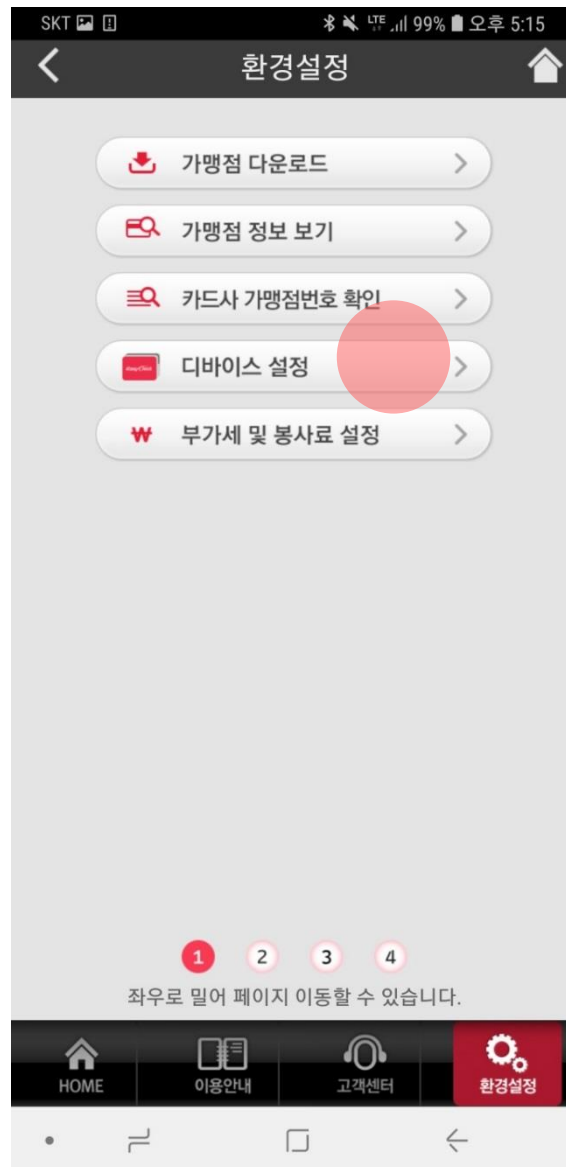 SKT LTE 99% 오후 5:15
환경설정
가맹점 다운로드
가맹점 정보 보기
카드사 가맹점번호 확인
디바이스 설정
₩ 부가세 및 봉사료 설정
1 2 3 4
좌우로 밀어 페이지 이동할 수 있습니다.
HOME 이용안내 고객센터 환경설정